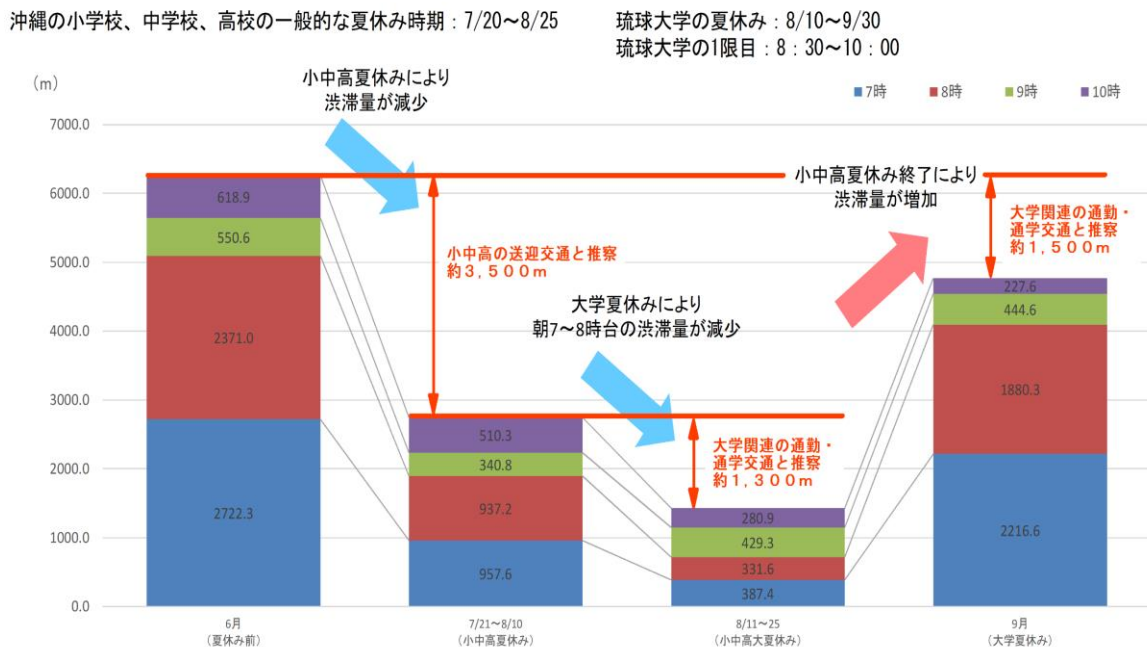 沖縄の小学校、中学校、高校の一般的な夏休み時期：7/20～8/25
琉球大学の夏休み：8/10～9/30
琉球大学の1限目：8：30～10：00
（m）
小中高夏休みにより
渋滞量が減少
7時 8時 9時 10時
7000.0
6000.0
5000.0
4000.0
3000.0
2000.0
1000.0
0.0
618.9
550.6
2371.0
2722.3
小中高の送迎交通と推察
約3,500m
510.3
340.8
937.2
957.6
大学夏休みにより
朝7～8時台の渋滞量が減少
大学関連の通勤・
通学交通と推察
約1,300m
280.9
429.3
331.6
387.4
小中高夏休み終了により
渋滞量が増加
大学関連の通勤・
通学交通と推察
約1,500m
227.6
444.6
1880.3
2216.6
6月
（夏休み前）
7/21～8/10
（小中高夏休み）
8/11～25
（小中高大夏休み）
9月
（大学夏休み）